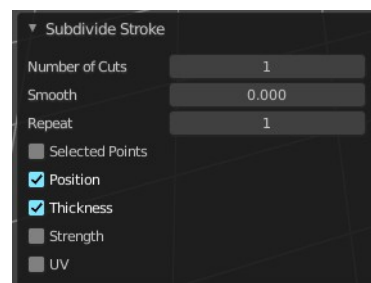 Subdivide Stroke
Number of Cuts 1
Smooth 0.000
Repeat 1
Selected Points
Position
Thickness
Strength
UV